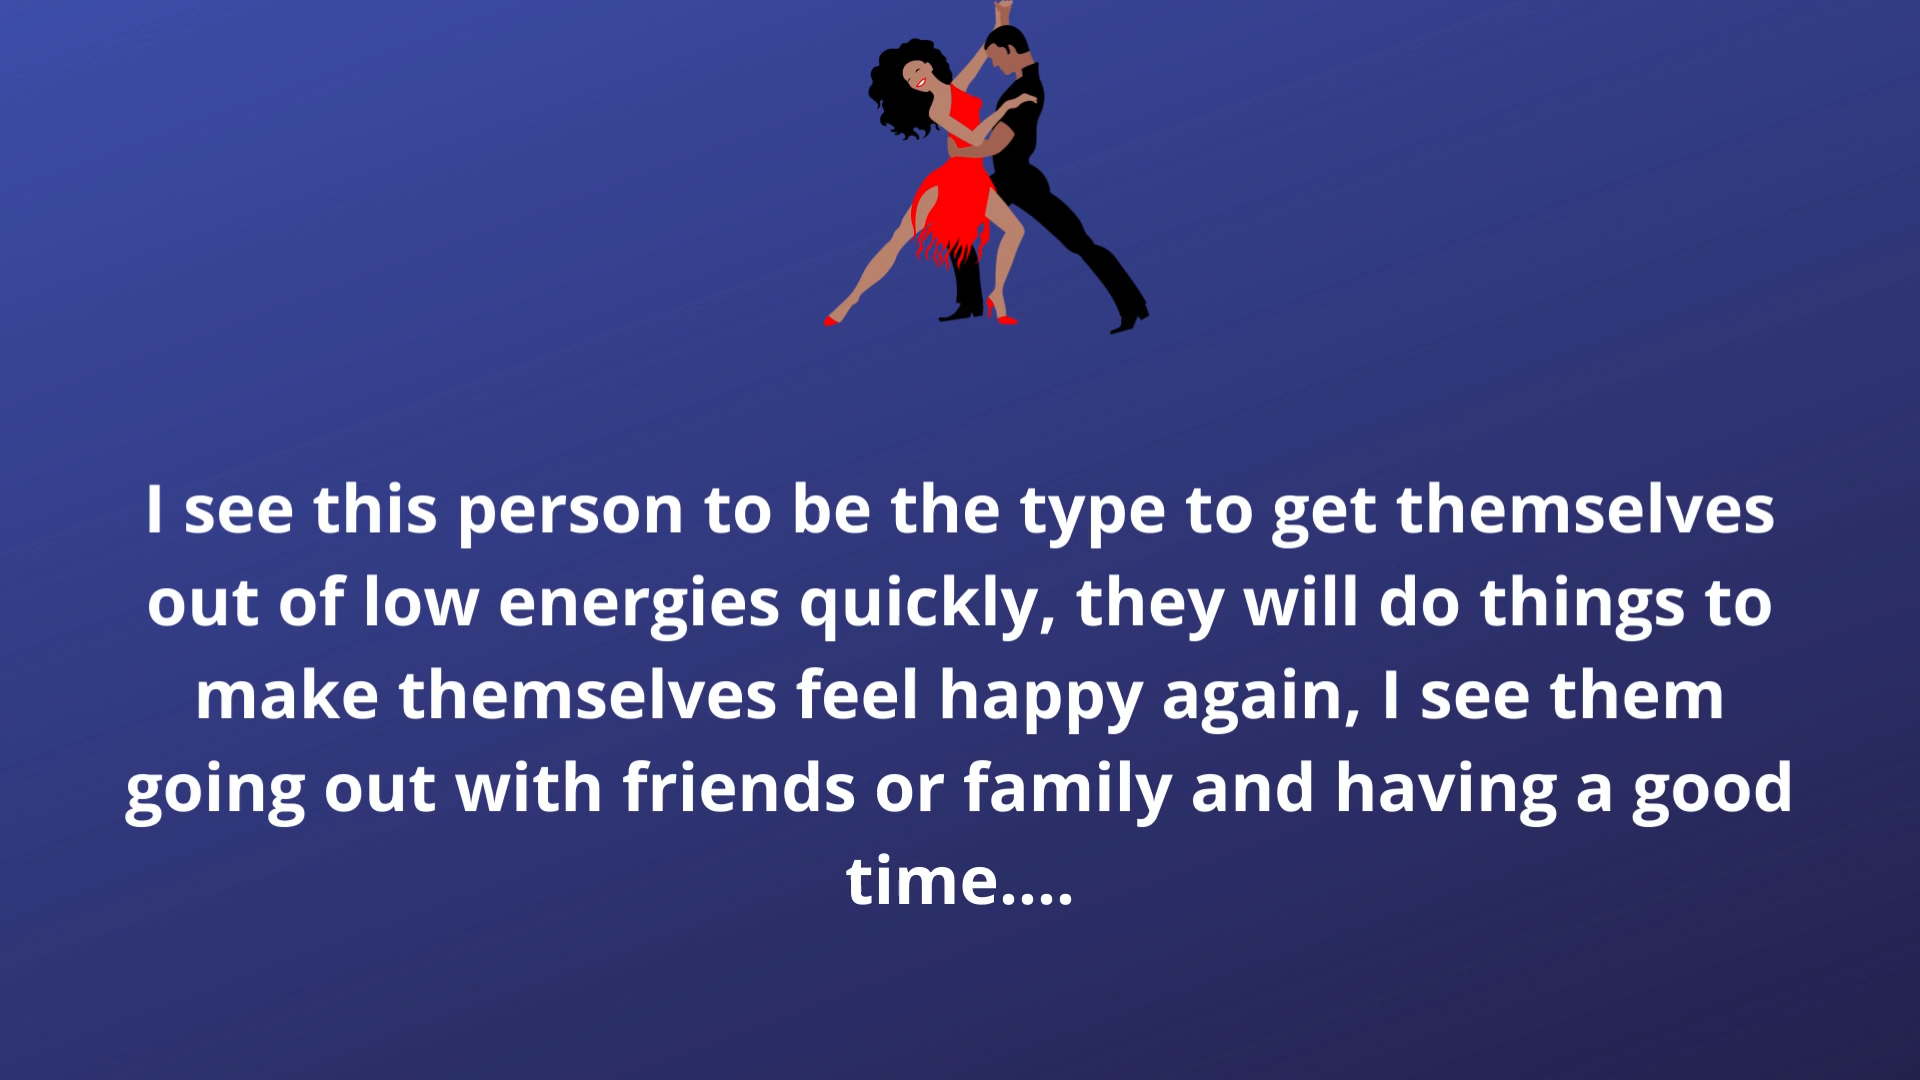 I see this person to be the type to get themselves
out of low energies quickly, they will do things to
make themselves feel happy again, I see them
going out with friends or family and having a good
time....